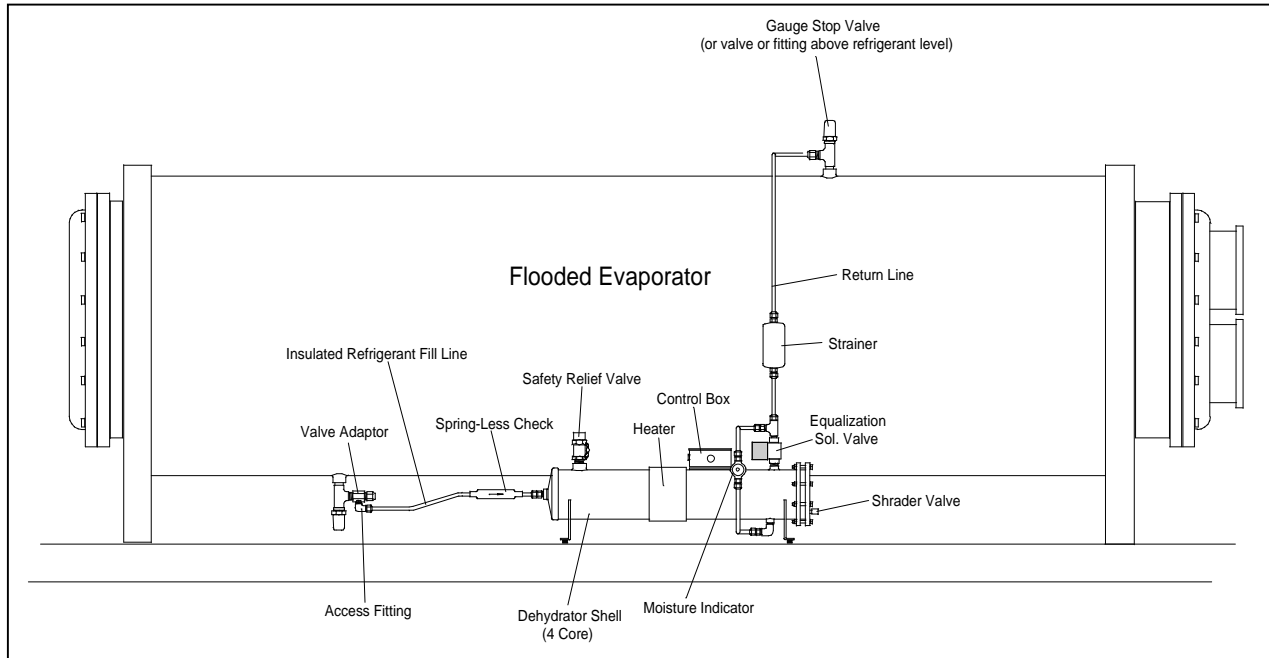 Gauge Stop Valve
(or valve or fitting above refrigerant level)
Flooded Evaporator
Return Line
Strainer
Insulated Refrigerant Fill Line
Safety Relief Valve
Control Box
Equalization
Sol. Valve
Spring-Less Check
Heater
Valve Adaptor
Shrader Valve
Access Fitting
Dehydrator Shell
(4 Core)
Moisture Indicator